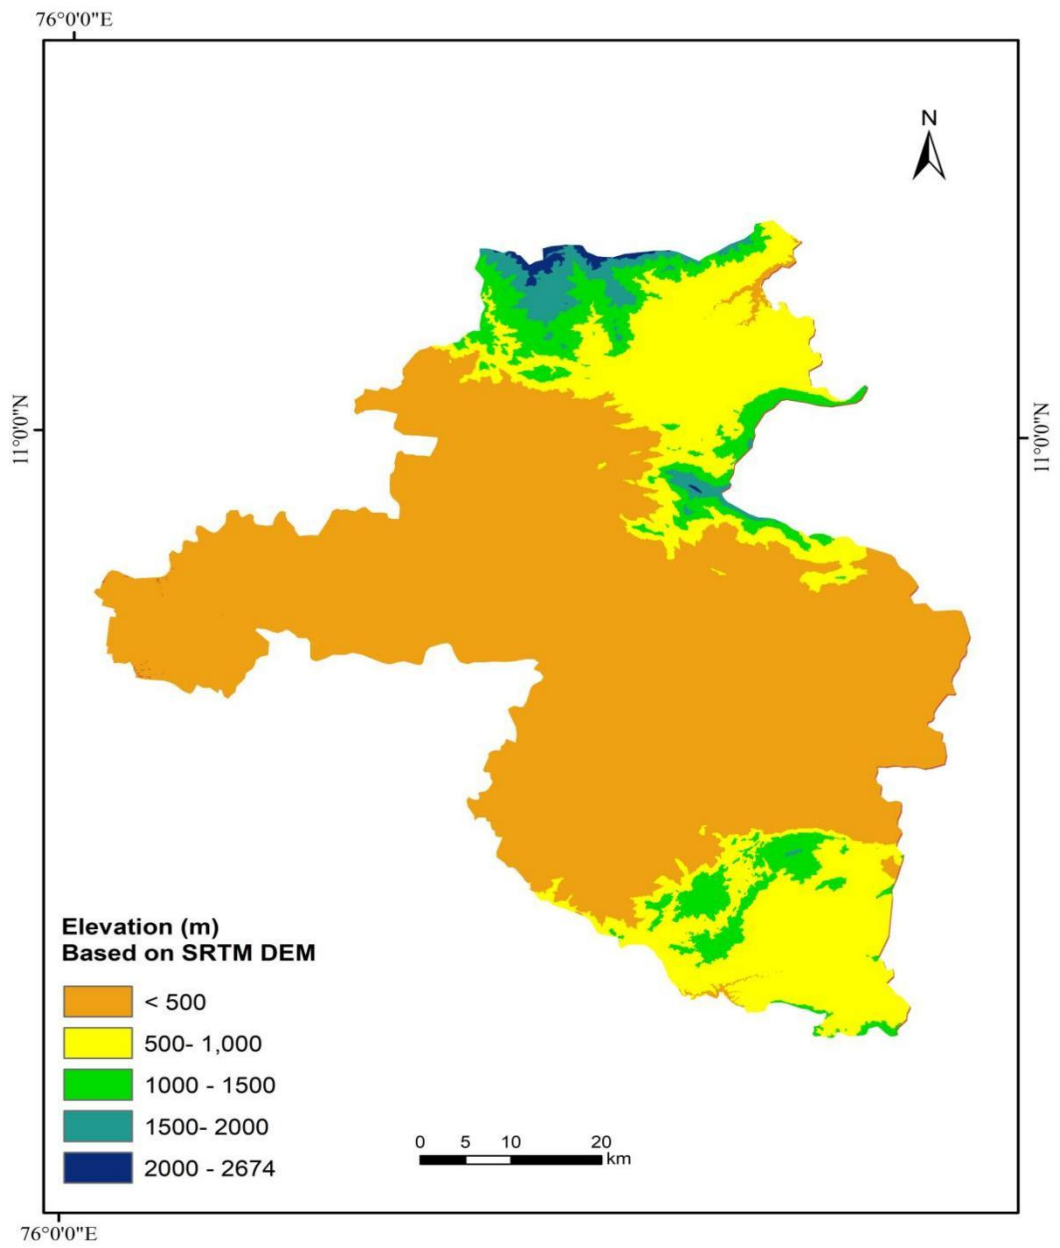 76°0'0"E
N
11°0'0"N
11°0'0"N
Elevation (m)
Based on SRTM DEM
< 500
500- 1,000
1000 - 1500
1500- 2000
2000 - 2674
0 5 10 20
km
76°0'0"E